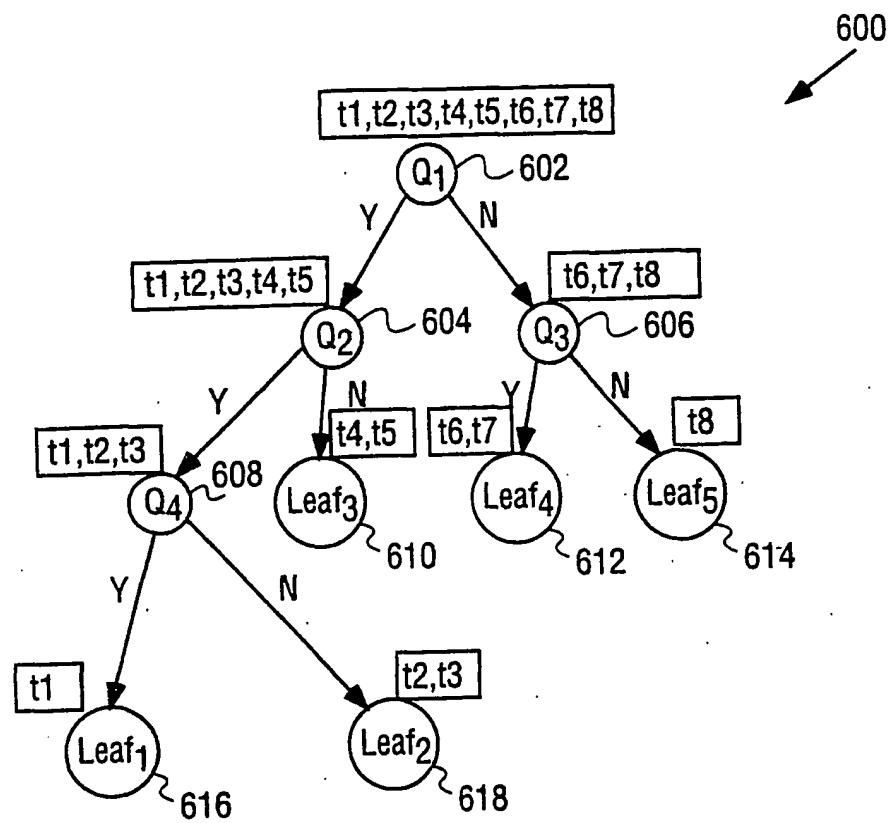 600
t1,t2,t3,t4,t5,t6,t7,t8
Q1
602
Y
N
t1,t2,t3,t4,t5
t6,t7,t8
Q2
604
Q3
606
Y
N
Y
N
t1,t2,t3
t4,t5
t6,t7
t8
Q4
608
Leaf3
610
Leaf4
612
Leaf5
614
Y
N
t1
t2,t3
Leaf1
616
Leaf2
618